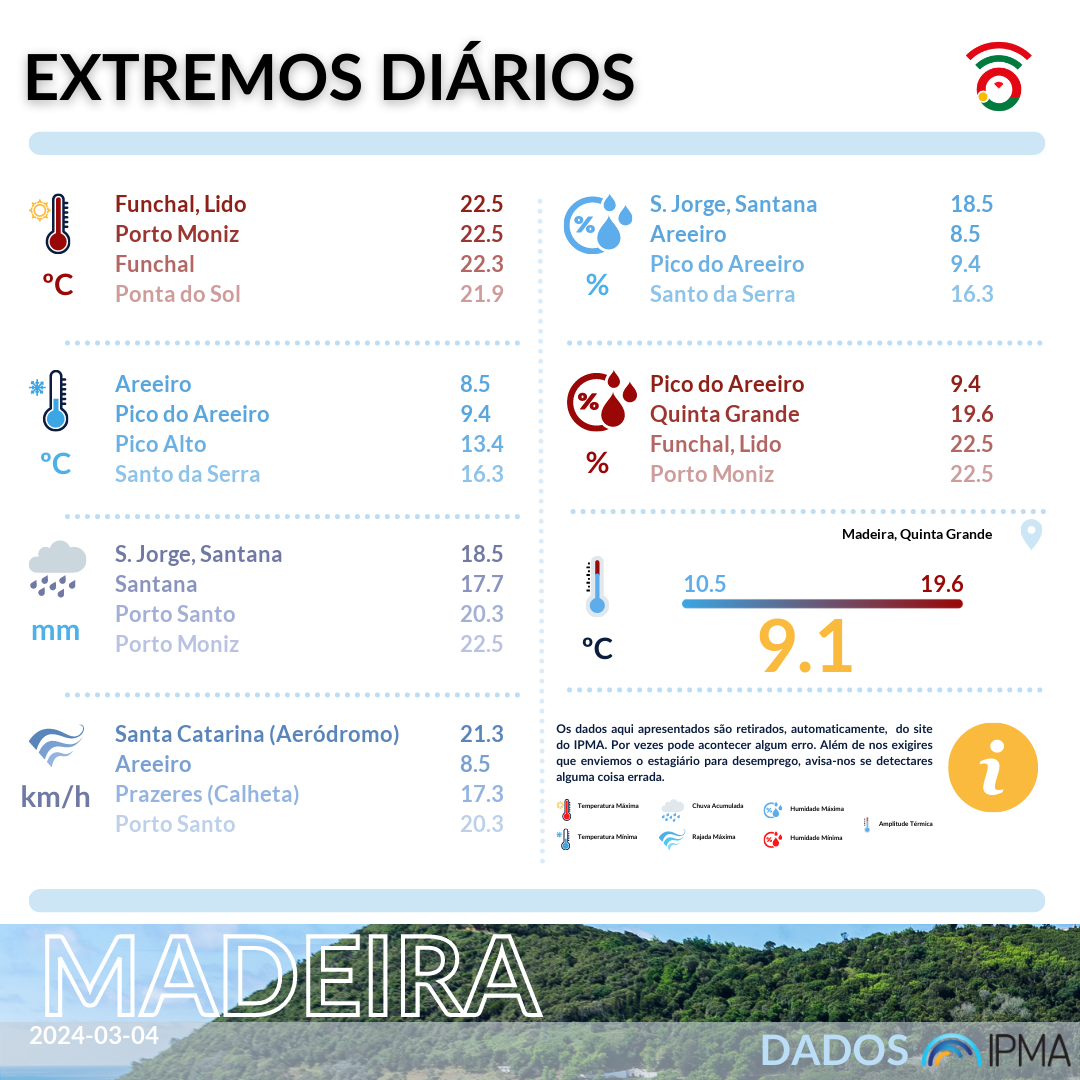 EXTREMOS DIÁRIOS
Funchal, Lido 22.5
Porto Moniz 22.5
Funchal 22.3
Ponta do Sol 21.9
ºC
Areeiro 8.5
Pico do Areeiro 9.4
Pico Alto 13.4
Santo da Serra 16.3
ºC
S. Jorge, Santana 18.5
Santana 17.7
Porto Santo 20.3
Porto Moniz 22.5
mm
Santa Catarina (Aeródromo) 21.3
Areeiro 8.5
Prazeres (Calheta) 17.3
Porto Santo 20.3
km/h
%
S. Jorge, Santana 18.5
Areeiro 8.5
Pico do Areeiro 9.4
Santo da Serra 16.3
%
%
Pico do Areeiro 9.4
Quinta Grande 19.6
Funchal, Lido 22.5
Porto Moniz 22.5
%
Madeira, Quinta Grande
10.5 19.6
9.1
ºC
Os dados aqui apresentados são retirados, automaticamente, do site
do IPMA. Por vezes pode acontecer algum erro. Além de nos exigires
que enviemos o estagiário para desemprego, avisa-nos se detectares
alguma coisa errada.
i
Temperatura Máxima
Chuva Acumulada
Humidade Máxima
Amplitude Térmica
Temperatura Mínima
Rajada Máxima
Humidade Mínima
MADEIRA
2024-03-04
DADOS IPMA